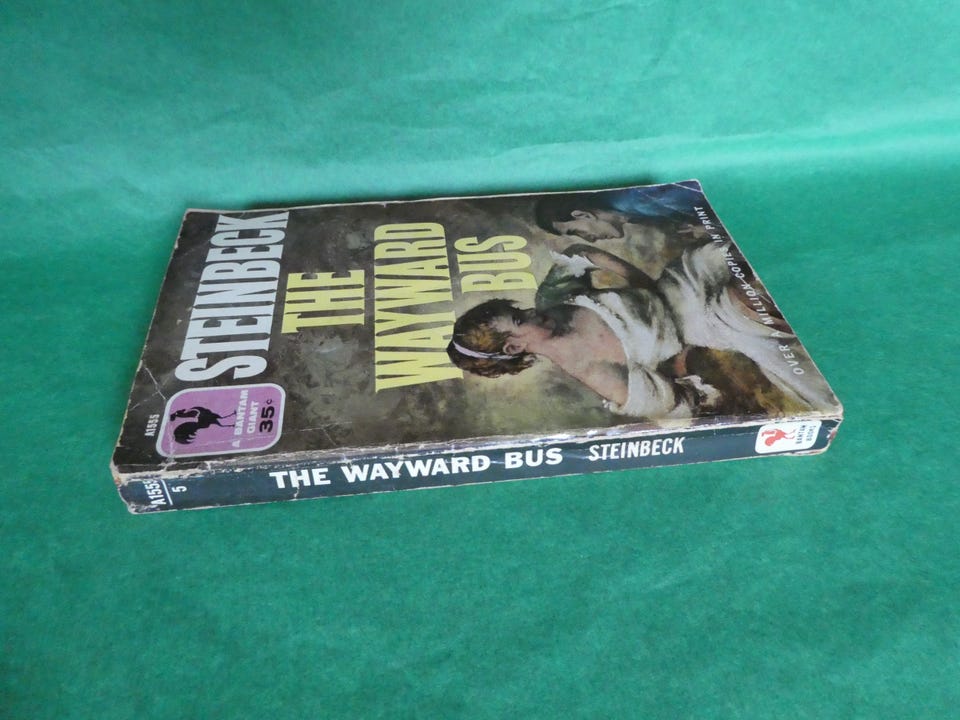 STEINBECK
THE
WAYWARD
BUS
A1555
A BANTAM
GIANT
35¢
OVER A MILLION COPIES IN PRINT
A1555
5
THE WAYWARD BUS STEINBECK
BANTAM
BOOKS